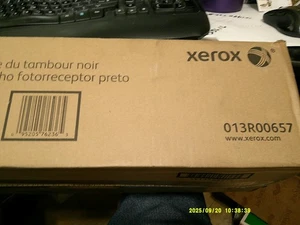 e du tambour noir
ho fotorreceptor preto
xerox
013R00657
www.xerox.com
2025/09/20 10:38:33